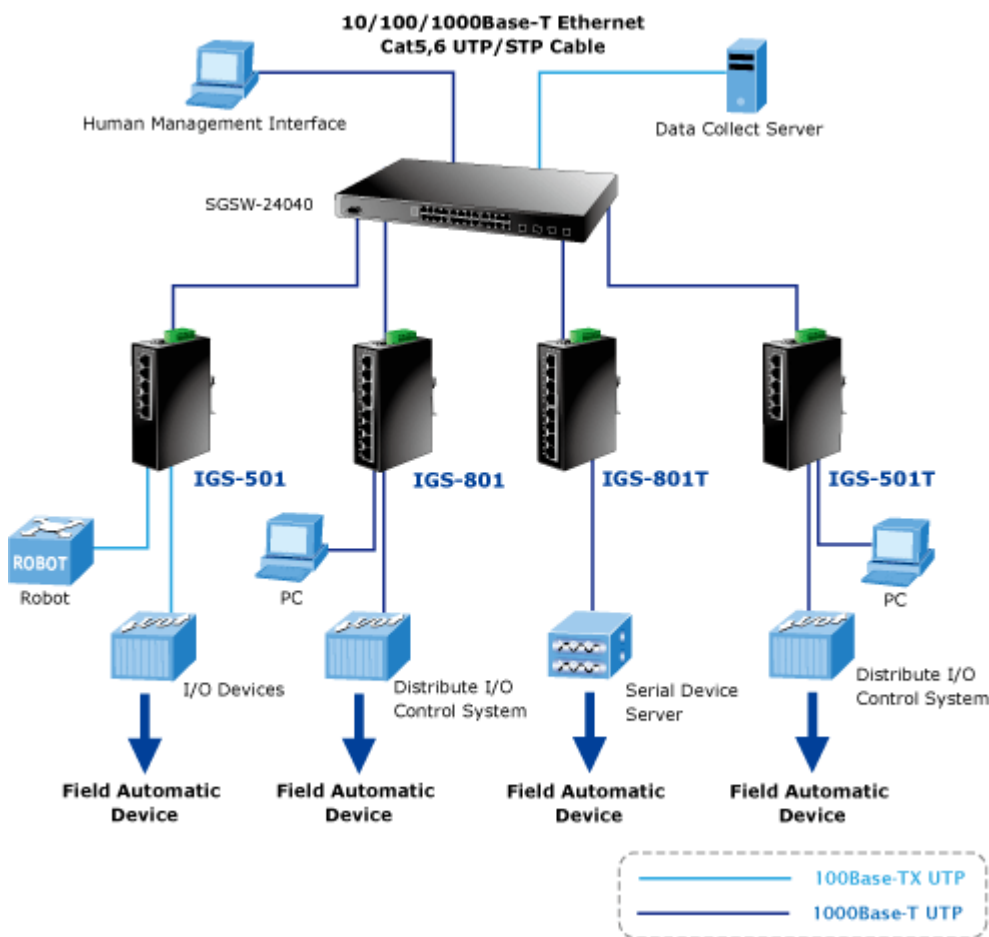 10/100/1000Base-T Ethernet
Cat5,6 UTP/STP Cable
Human Management Interface
Data Collect Server
SGSW-24040
IGS-501
IGS-801
IGS-801T
IGS-501T
ROBOT
Robot
PC
PC
I/O Devices
Distribute I/O
Control System
Serial Device
Server
Distribute I/O
Control System
Field Automatic
Device
Field Automatic
Device
Field Automatic
Device
Field Automatic
Device
100Base-TX UTP
1000Base-T UTP